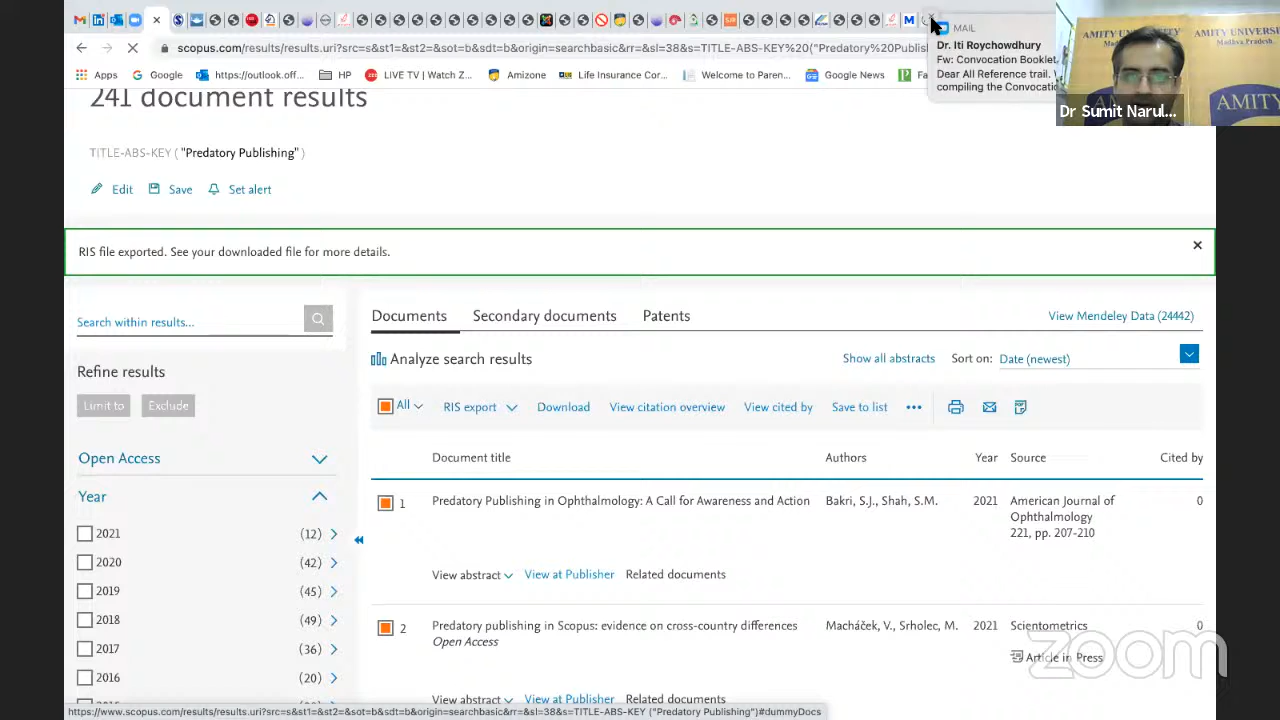 scopus.com/results/results.uri?src=s&st1=&st2=&sot=b&sdt=b&origin=searchbasic&rr=&sl=38&s=TITLE-ABS-KEY%20("Predatory%20Publis
MAIL
Dr. Iti Roychowdhury
Fw: Convocation Booklet
Dear All Reference trail.
compiling the Convocatio
AMITY UNIVERSI
AMITY UNIVERS
Madhya Pradesh
AMITY
Dr Sumit Narul...
Apps
Google
https://outlook.off...
HP
LIVE TV | Watch Z...
Amizone
Life Insurance Cor...
Welcome to Paren...
Google News
241 document results
TITLE-ABS-KEY ( "Predatory Publishing" )
Edit Save Set alert
RIS file exported. See your downloaded file for more details.
Search within results...
Documents Secondary documents Patents View Mendeley Data (24442)
Analyze search results Show all abstracts Sort on: Date (newest)
Refine results
Limit to Exclude
All RIS export Download View citation overview View cited by Save to list •••
Open Access
Document title Authors Year Source Cited by
Year
1 Predatory Publishing in Ophthalmology: A Call for Awareness and Action Bakri, S.J., Shah, S.M. 2021 American Journal of 0
Ophthalmology
221, pp. 207-210
2021 (12)
2020 (42)
View abstract View at Publisher Related documents
2019 (45)
2018 (49)
2 Predatory publishing in Scopus: evidence on cross-country differences Macháček, V., Srholec, M. 2021 Scientometrics 0
Open Access
Article in Press
2017 (36)
2016 (20)
View abstract View at Publisher Related documents
zoom
https://www.scopus.com/results/results.uri?src=s&st1=&st2=&sot=b&sdt=b&origin=searchbasic&rr=&sl=38&s=TITLE-ABS-KEY ("Predatory Publishing")#dummyDocs